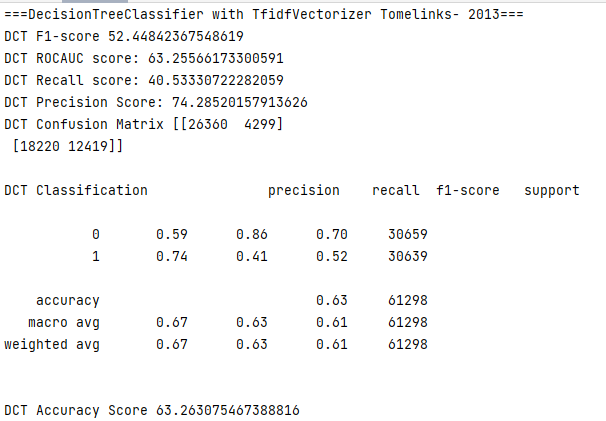 ===DecisionTreeClassifier with TfidfVectorizer Tomelinks- 2013===
DCT F1-score 52.44842367548619
DCT ROCAUC score: 63.25566173300591
DCT Recall score: 40.53330722282059
DCT Precision Score: 74.28520157913626
DCT Confusion Matrix [[26360  4299]
 [18220 12419]]
DCT Classification               precision    recall  f1-score   support
           0       0.59      0.86      0.70     30659
           1       0.74      0.41      0.52     30639
    accuracy                           0.63     61298
   macro avg       0.67      0.63      0.61     61298
weighted avg       0.67      0.63      0.61     61298
DCT Accuracy Score 63.263075467388816